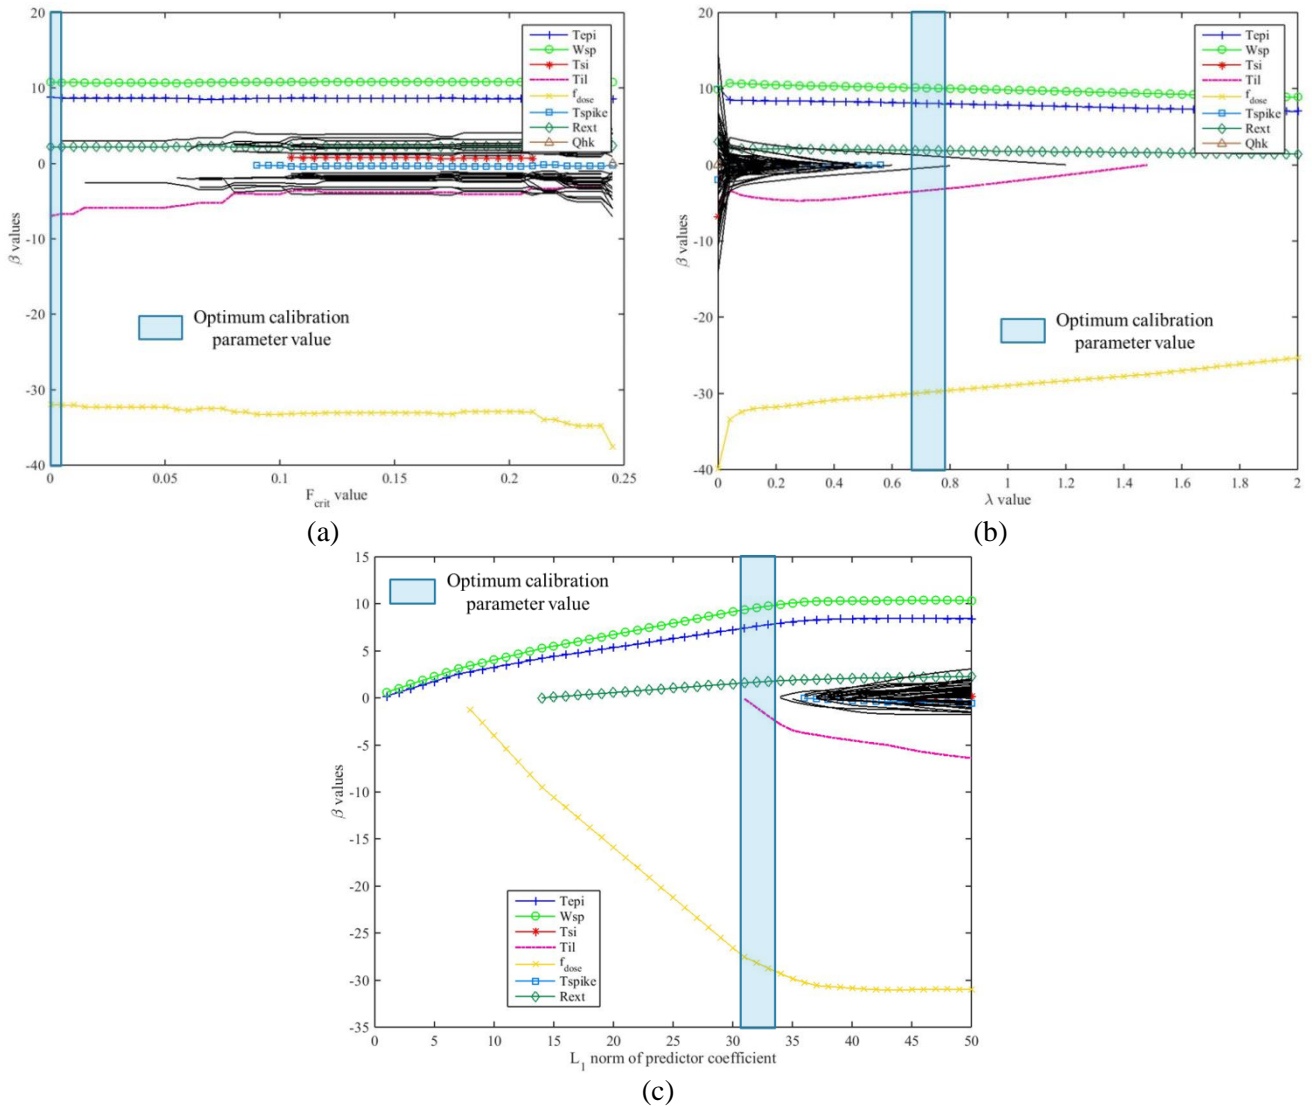 20
10
0
-10
-20
-30
-40
β values
0
0.05
0.1
0.15
0.2
0.25
F_crit value
Tepi
Wsp
Tsi
Til
f_dose
Tspike
Rext
Qhk
Optimum calibration
parameter value
(a)
20
10
0
-10
-20
-30
-40
β values
0
0.2
0.4
0.6
0.8
1
1.2
1.4
1.6
1.8
2
λ value
Tepi
Wsp
Tsi
Til
f_dose
Tspike
Rext
Qhk
Optimum calibration
parameter value
(b)
15
10
5
0
-5
-10
-15
-20
-25
-30
-35
β values
0
5
10
15
20
25
30
35
40
45
50
L_1 norm of predictor coefficient
Optimum calibration
parameter value
Tepi
Wsp
Tsi
Til
f_dose
Tspike
Rext
(c)